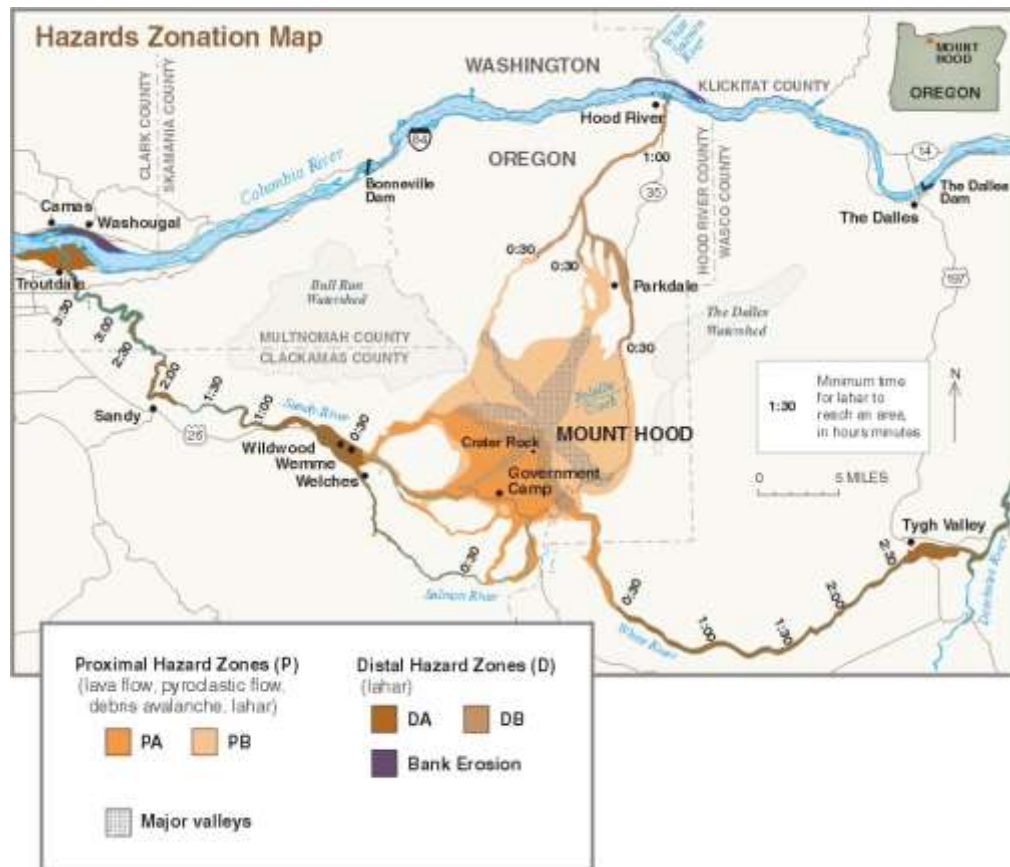 Hazards Zonation Map
White
Salmon
River
MOUNT
HOOD
OREGON
WASHINGTON
KLICKITAT COUNTY
CLARK COUNTY
SKAMANIA COUNTY
Hood River
84
OREGON
1:00
14
Columbia River
Bonneville
Dam
35
HOOD RIVER COUNTY
WASCO COUNTY
The Dalles
Dam
The Dalles
Camas
Washougal
0:30
0:30
Troutdale
Bull Run
Watershed
Parkdale
197
The Dalles
Watershed
3:30
3:00
2:30
MULTNOMAH COUNTY
CLACKAMAS COUNTY
0:30
2:00
1:30
1:00
Sandy River
0:30
Sandy
26
Wildwood
Wemme
Welches
Crater Rock
MOUNT HOOD
Government
Camp
1:30
Minimum time
for lahar to
reach an area,
in hours:minutes
N
0
5 MILES
Tygh Valley
0:30
Salmon River
0:30
1:00
1:30
2:00
2:30
White River
Deschutes River
Proximal Hazard Zones (P)
(lava flow, pyroclastic flow,
debris avalanche, lahar)
PA
PB
Major valleys
Distal Hazard Zones (D)
(lahar)
DA
DB
Bank Erosion